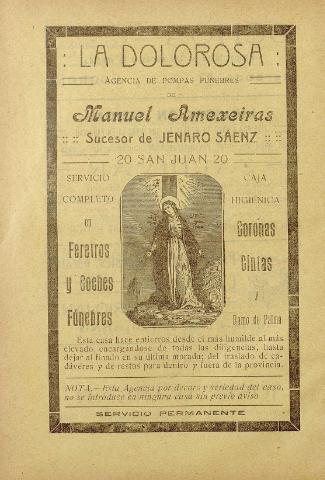 LA DOLOROSA
AGENCIA DE POMPAS FÚNEBRES
DE
Manuel Amexeiras
Sucesor de JENARO SÁENZ
20 SAN JUAN 20
SERVICIO
COMPLETO
en
Feretros
y Coches
Fúnebres
CAJA
HIGIÉNICA
Coronas
Cintas
y
Ramo de Palma
Esta casa hace entierros desde el más humilde al más
elevado encargándose de todas las diligencias, hasta
dejar al finado en su última morada; del traslado de ca-
dáveres y de restos para dentro y fuera de la provincia.
NOTA.—Esta Agencia por decoro y seriedad del caso,
no se introduce en ninguna casa sin previo aviso
SERVICIO PERMANENTE